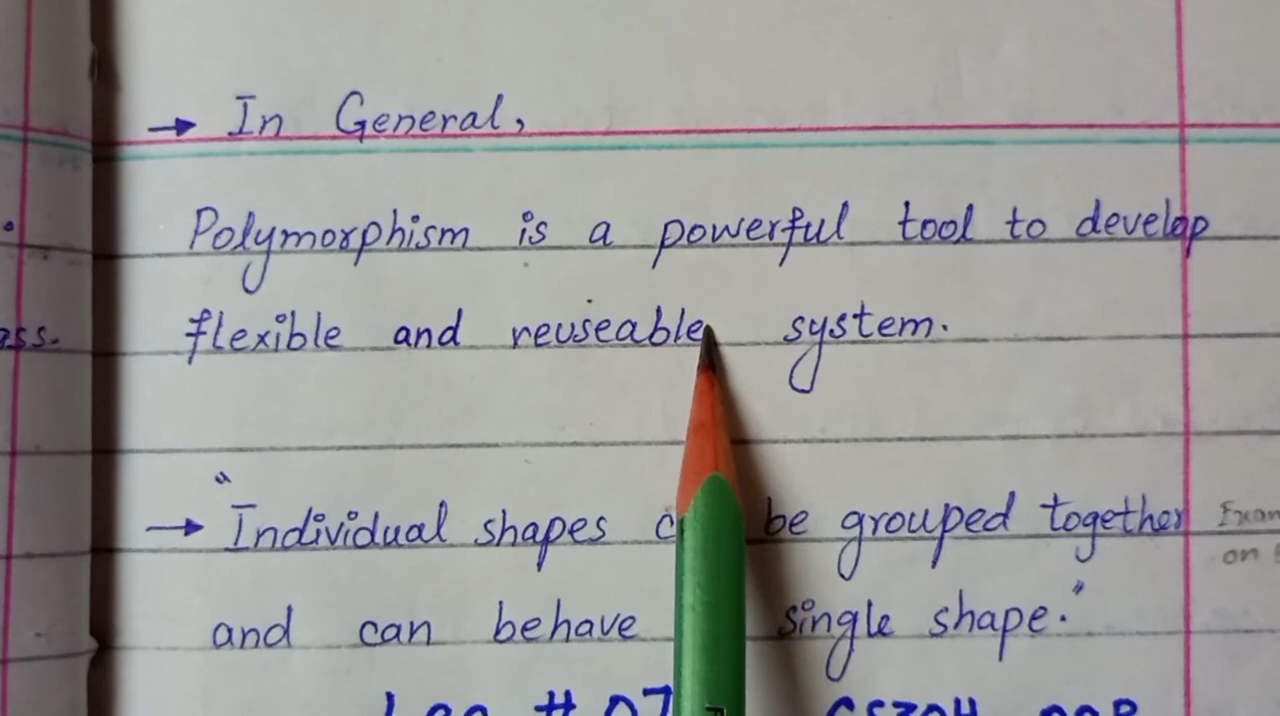 → In General,
Polymorphism is a powerful tool to develop
flexible and reuseable system.
→ "Individual shapes be grouped together
and can behave single shape."